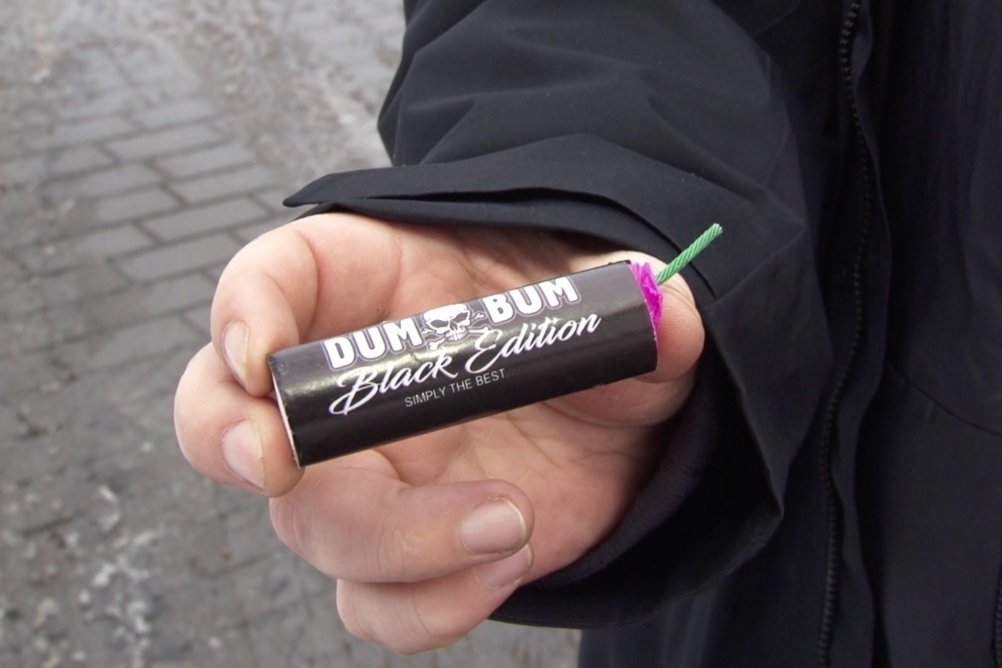 DUM BUM
Black Edition
SIMPLY THE BEST...